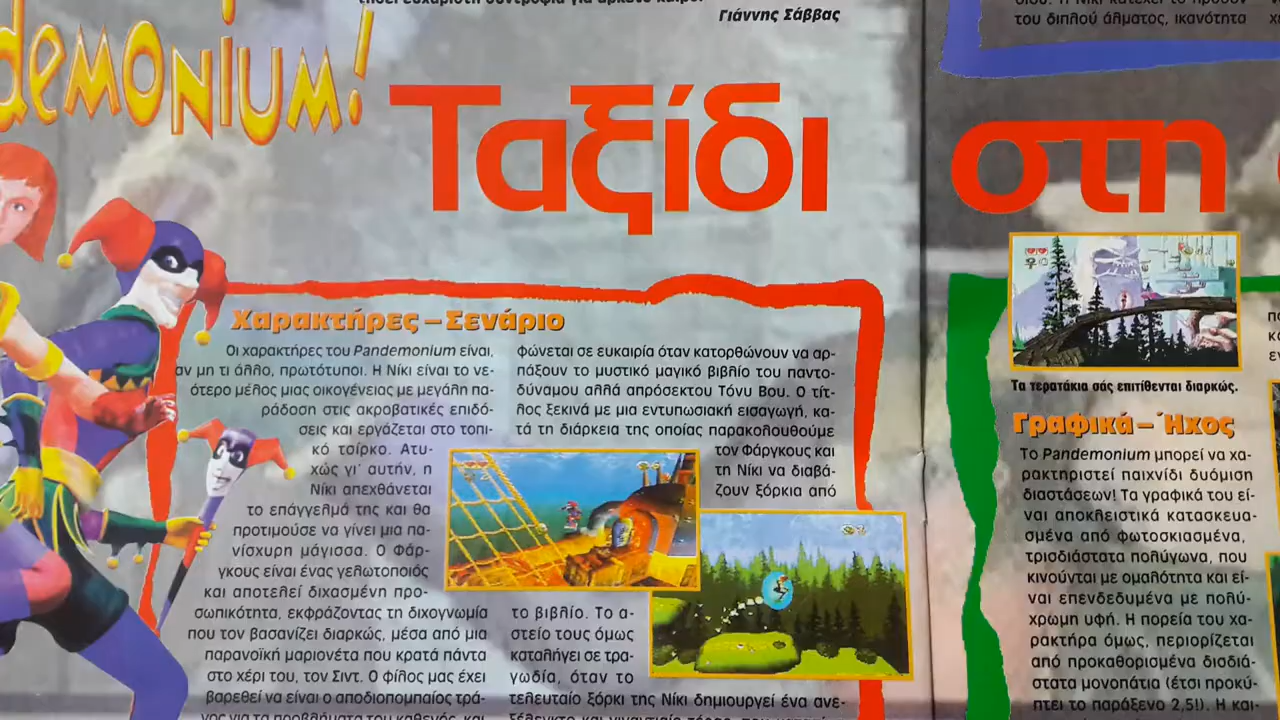 Γιάννης Σάββας
του διπλού άλματος, ικανότητα
demonium!
Ταξίδι
στη
Χαρακτήρες – Σενάριο
Οι χαρακτήρες του Pandemonium είναι,
αν μη τι άλλο, πρωτότυποι. Η Νίκι είναι το νε-
ότερο μέλος μιας οικογένειας με μεγάλη πα-
ράδοση στις ακροβατικές επιδό-
σεις και εργάζεται στο τοπι-
κό τσίρκο. Ατυ-
χώς γι' αυτήν, η
Νίκι απεχθάνεται
το επάγγελμά της και θα
προτιμούσε να γίνει μια πα-
νίσχυρη μάγισσα. Ο Φάρ-
γκους είναι ένας γελωτοποιός
και αποτελεί διχασμένη προ-
σωπικότητα, εκφράζοντας τη διχογνωμία
που τον βασανίζει διαρκώς, μέσα από μια
παρανοϊκή μαριονέτα που κρατά πάντα
στο χέρι του, τον Σιντ. Ο φίλος μας έχει
βαρεθεί να είναι ο αποδιοπομπαίος τρά-
γος για τα προβλήματα του καθενός, και
φώνεται σε ευκαιρία όταν κατορθώνουν να αρ-
πάξουν το μυστικό μαγικό βιβλίο του παντο-
δύναμου αλλά απρόσεκτου Τόνυ Βου. Ο τίτ-
λος ξεκινά με μια εντυπωσιακή εισαγωγή, κα-
τά τη διάρκεια της οποίας παρακολουθούμε
τον Φάργκους και
τη Νίκι να διαβά-
ζουν ξόρκια από
το βιβλίο. Το α-
στείο τους όμως
καταλήγει σε τρα-
γωδία, όταν το
τελευταίο ξόρκι της Νίκι δημιουργεί ένα ανε-
Τα τερατάκια σάς επιτίθενται διαρκώς.
Γραφικά – Ήχος
Το Pandemonium μπορεί να χα-
ρακτηριστεί παιχνίδι δυόμιση
διαστάσεων! Τα γραφικά του εί-
ναι αποκλειστικά κατασκευα-
σμένα από φωτοσκιασμένα,
τρισδιάστατα πολύγωνα, που
κινούνται με ομαλότητα και εί-
ναι επενδεδυμένα με πολύ-
χρωμη υφή. Η πορεία του χα-
ρακτήρα όμως, περιορίζεται
από προκαθορισμένα δισδιά-
στατα μονοπάτια (έτσι προκύ-
πτει το παράξενο 2,5!). Η και-